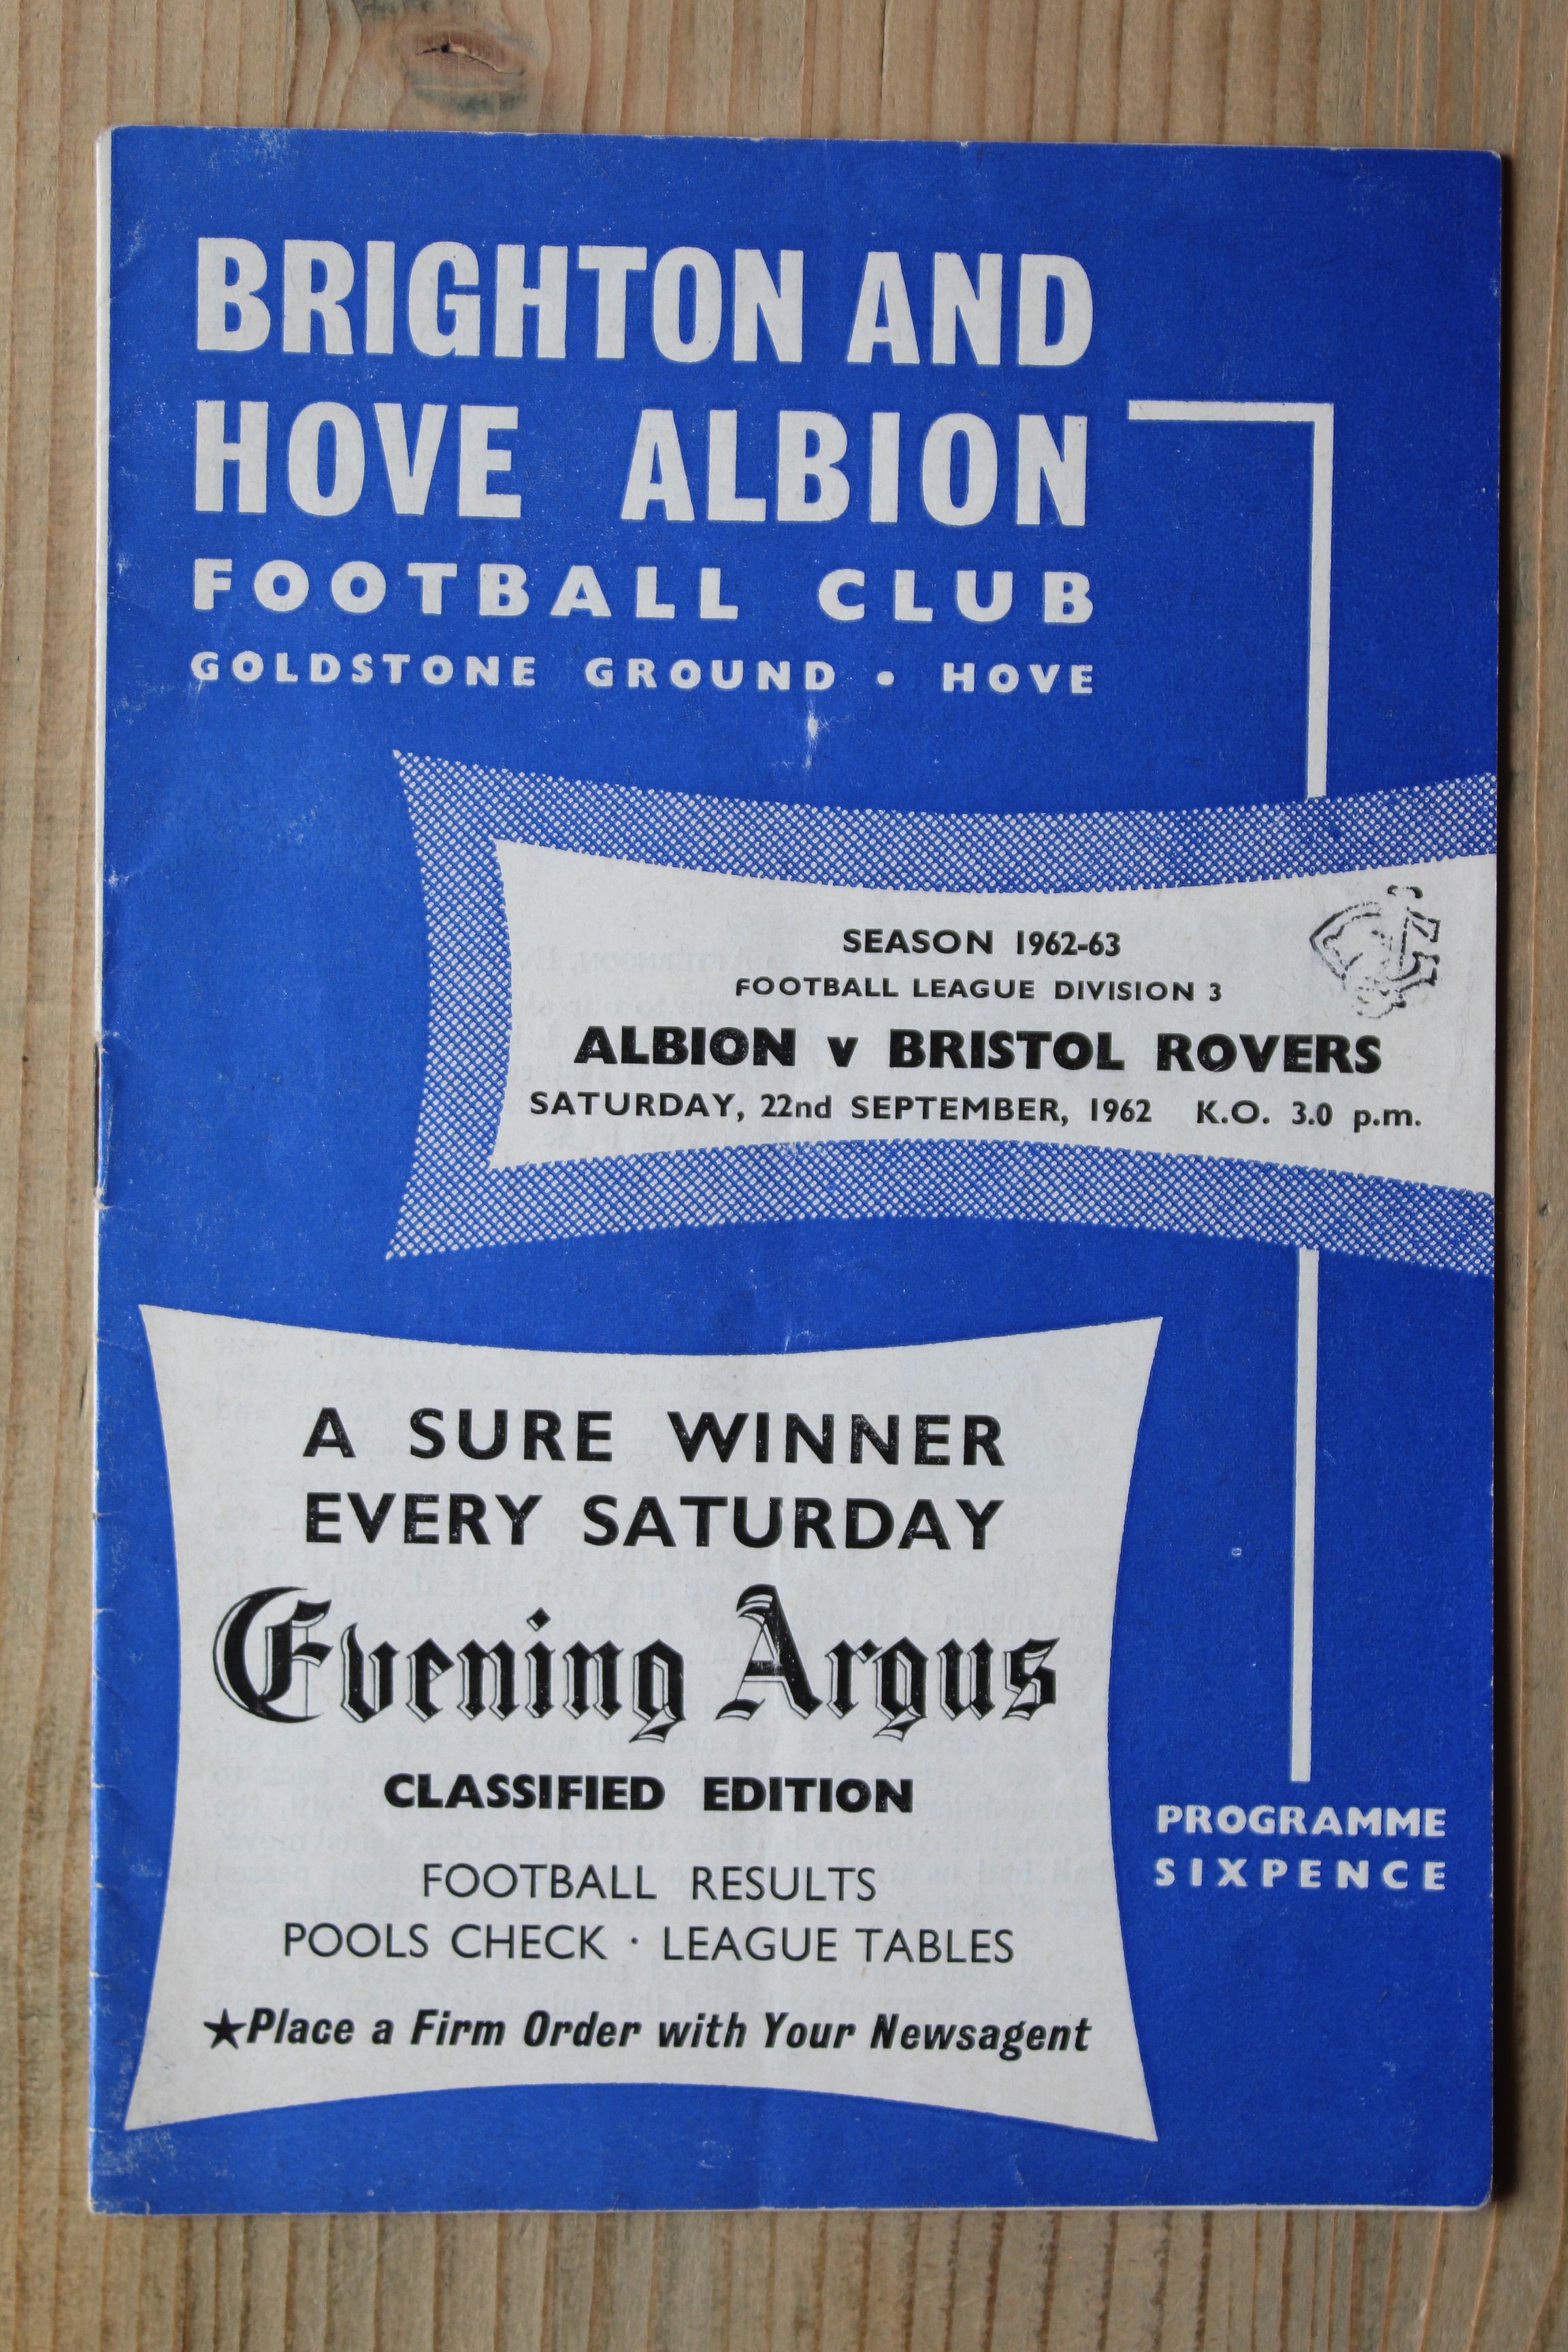 BRIGHTON AND
HOVE ALBION
FOOTBALL CLUB
GOLDSTONE GROUND • HOVE
SEASON 1962-63
FOOTBALL LEAGUE DIVISION 3
ALBION v BRISTOL ROVERS
SATURDAY, 22nd SEPTEMBER, 1962 K.O. 3.0 p.m.
A SURE WINNER
EVERY SATURDAY
Evening Argus
CLASSIFIED EDITION
FOOTBALL RESULTS
POOLS CHECK · LEAGUE TABLES
★Place a Firm Order with Your Newsagent
PROGRAMME
SIXPENCE